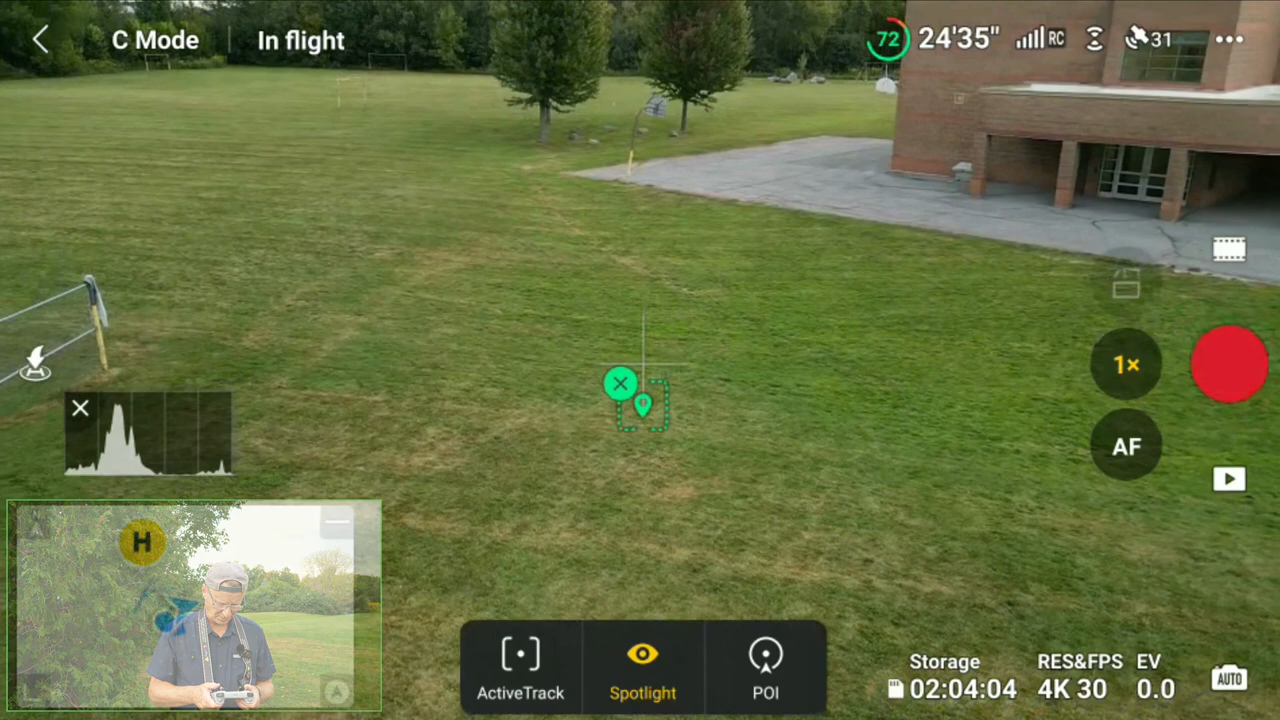 C Mode
In flight
72
24'35"
RC
31
1×
AF
H
ActiveTrack
Spotlight
POI
Storage
02:04:04
RES&FPS
4K 30
EV
0.0
AUTO